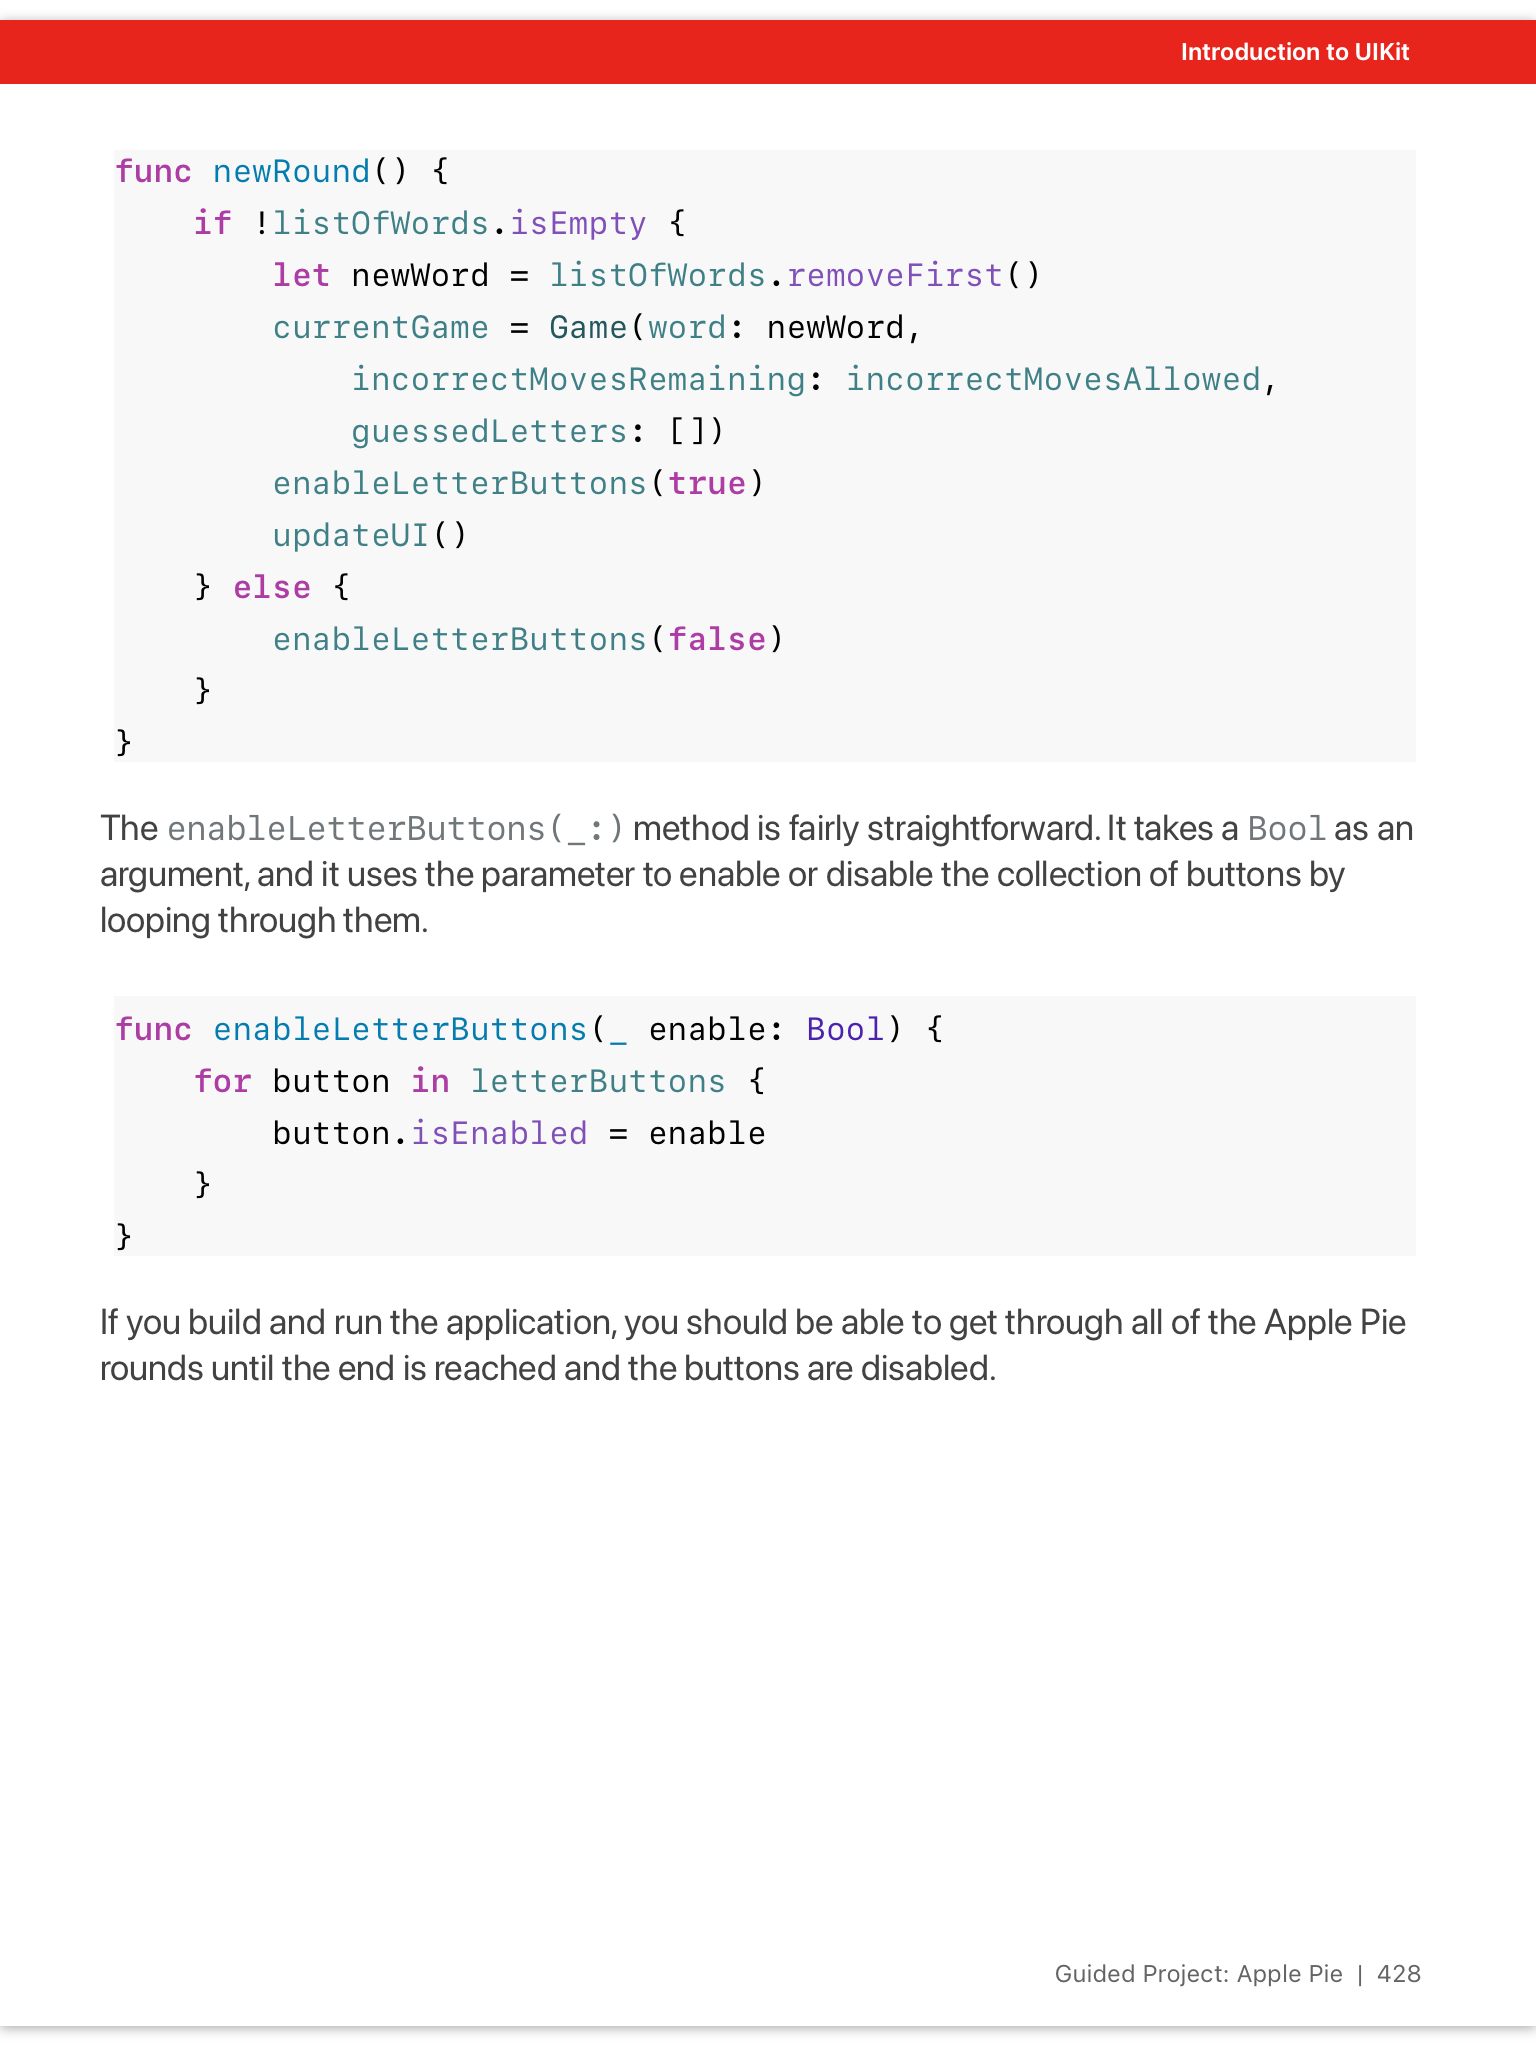 Introduction to UIKit
func newRound() {
    if !listOfWords.isEmpty {
        let newWord = listOfWords.removeFirst()
        currentGame = Game(word: newWord,
            incorrectMovesRemaining: incorrectMovesAllowed,
            guessedLetters: [])
        enableLetterButtons(true)
        updateUI()
    } else {
        enableLetterButtons(false)
    }
}
The enableLetterButtons(_:) method is fairly straightforward. It takes a Bool as an
argument, and it uses the parameter to enable or disable the collection of buttons by
looping through them.
func enableLetterButtons(_ enable: Bool) {
    for button in letterButtons {
        button.isEnabled = enable
    }
}
If you build and run the application, you should be able to get through all of the Apple Pie
rounds until the end is reached and the buttons are disabled.
Guided Project: Apple Pie | 428